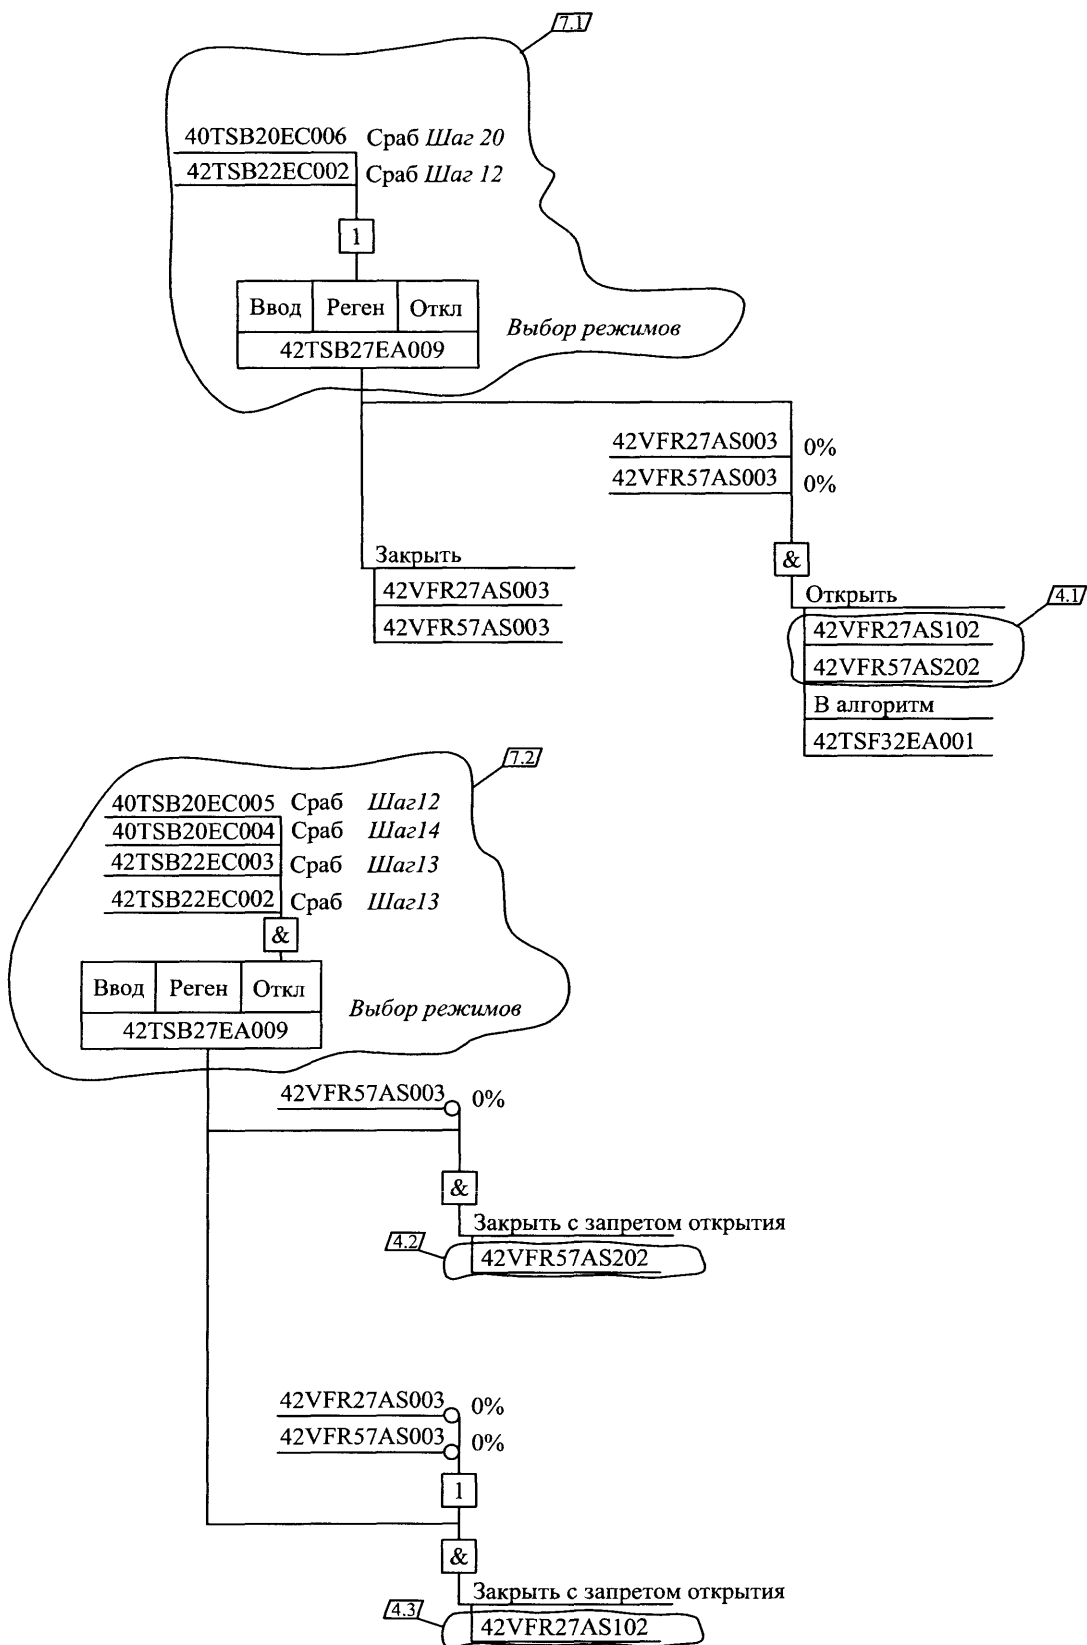 7.1
40TSB20EC006 Сраб Шаг 20
42TSB22EC002 Сраб Шаг 12
1
Ввод Реген Откл
42TSB27EA009
Выбор режимов
42VFR27AS003 0%
42VFR57AS003 0%
&
Закрыть
42VFR27AS003
42VFR57AS003
Открыть
4.1
42VFR27AS102
42VFR57AS202
В алгоритм
42TSF32EA001
7.2
40TSB20EC005 Сраб Шаг12
40TSB20EC004 Сраб Шаг14
42TSB22EC003 Сраб Шаг13
42TSB22EC002 Сраб Шаг13
&
Ввод Реген Откл
42TSB27EA009
Выбор режимов
42VFR57AS003 0%
&
Закрыть с запретом открытия
4.2
42VFR57AS202
42VFR27AS003 0%
42VFR57AS003 0%
1
&
Закрыть с запретом открытия
4.3
42VFR27AS102